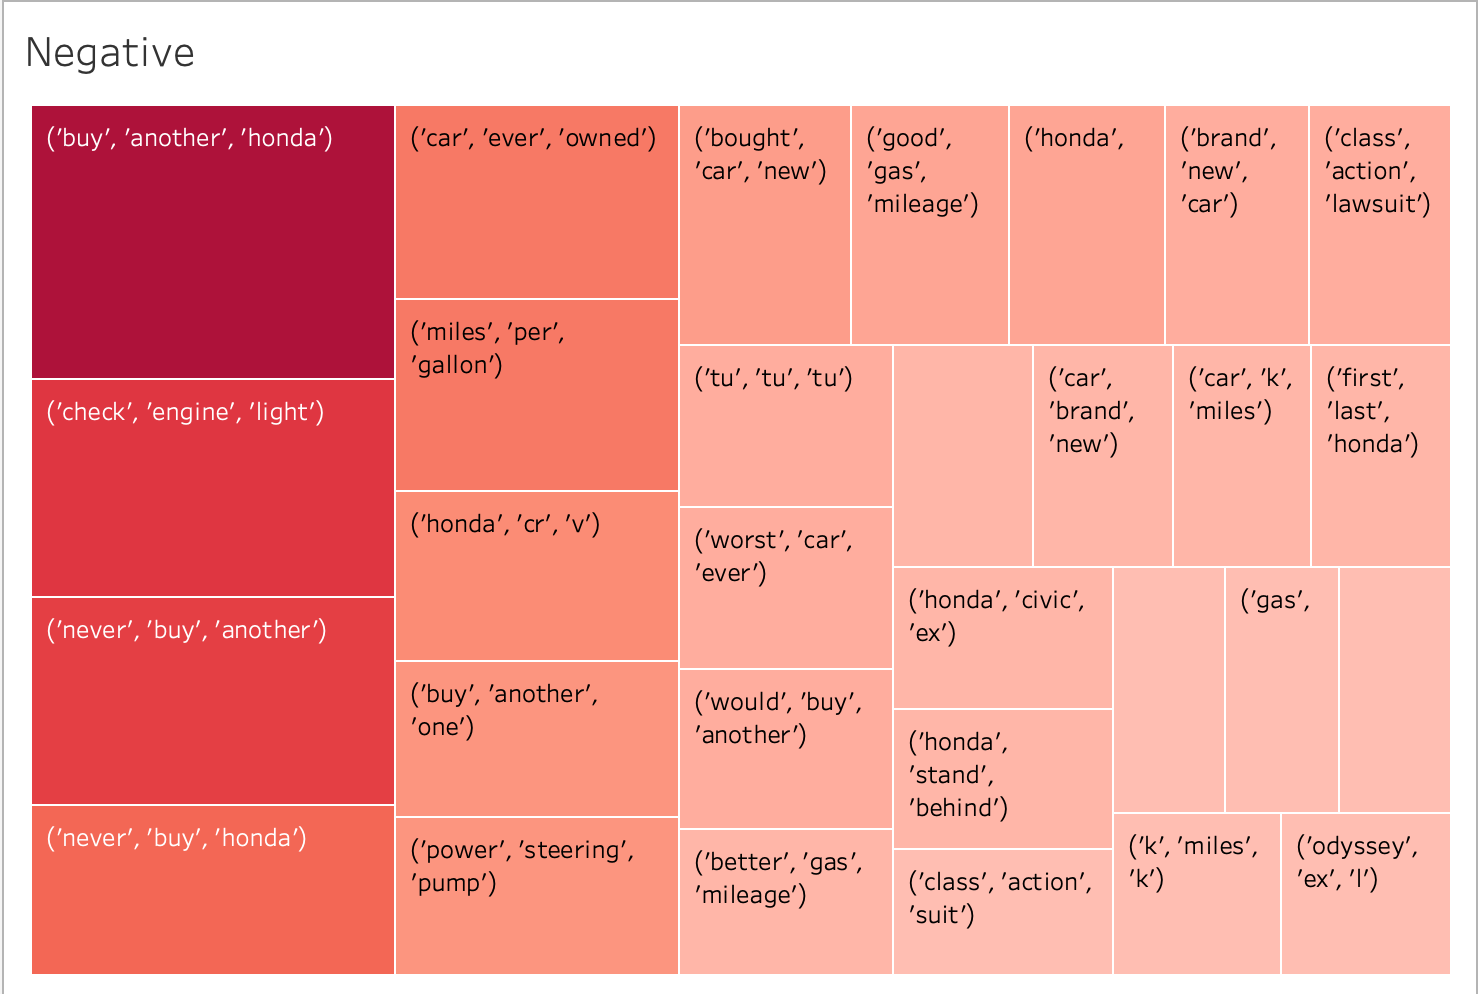 Negative
('buy', 'another', 'honda')
('check', 'engine', 'light')
('never', 'buy', 'another')
('never', 'buy', 'honda')
('car', 'ever', 'owned')
('miles', 'per',
'gallon')
('honda', 'cr', 'v')
('buy', 'another',
'one')
('power', 'steering',
'pump')
('bought',
'car', 'new')
('good',
'gas',
'mileage')
('honda',
('brand',
'new',
'car')
('class',
'action',
'lawsuit')
('tu', 'tu', 'tu')
('worst', 'car',
'ever')
('would', 'buy',
'another')
('better', 'gas',
'mileage')
('car',
'brand',
'new')
('car', 'k',
'miles')
('first',
'last',
'honda')
('honda', 'civic',
'ex')
('honda',
'stand',
'behind')
('class', 'action',
'suit')
('gas',
('k', 'miles',
'k')
('odyssey',
'ex', 'l')